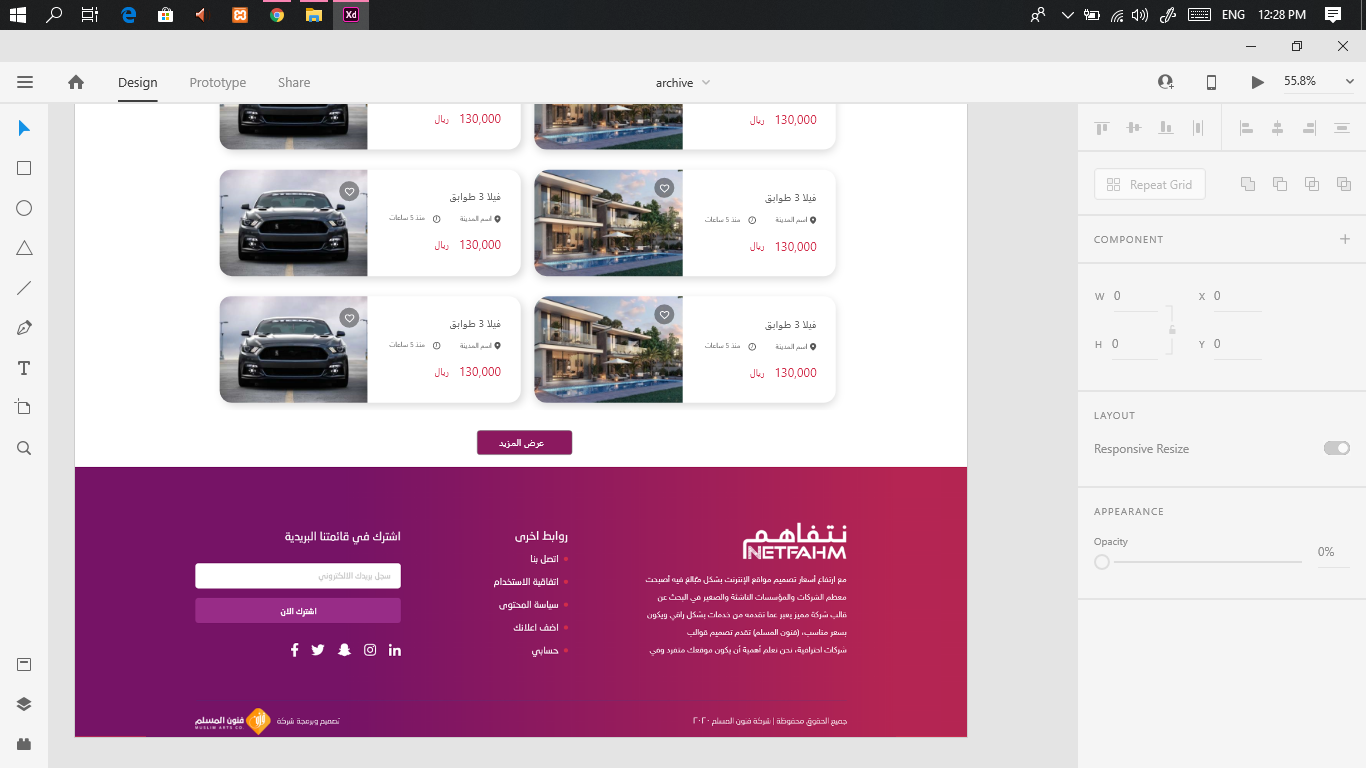 ENG
12:28 PM
Xd
Design
Prototype
Share
archive
55.8%
130,000 ريال
130,000 ريال
فيلا 3 طوابق
اسم المدينة
منذ 5 ساعات
130,000 ريال
فيلا 3 طوابق
اسم المدينة
منذ 5 ساعات
130,000 ريال
فيلا 3 طوابق
اسم المدينة
منذ 5 ساعات
130,000 ريال
فيلا 3 طوابق
اسم المدينة
منذ 5 ساعات
130,000 ريال
عرض المزيد
نتفاهم
NETFAHM
مع ارتفاع أسعار تصميم مواقع الإنترنت بشكل مبالغ فيه أصبحت
معظم الشركات والمؤسسات الناشئة والصغير في البحث عن
قالب شركة مميز يعبر عما تقدمه من خدمات بشكل راقي ويكون
بسعر مناسب، (فنون المسلم) تقدم تصميم قوالب
شركات احترافية، نحن نعلم أهمية أن يكون موقعك متفرد وفي
روابط اخرى
اتصل بنا
اتفاقية الاستخدام
سياسة المحتوى
اضف اعلانك
حسابي
اشترك في قائمتنا البريدية
سجل بريدك الالكتروني
اشترك الان
جميع الحقوق محفوظة | شركة فنون المسلم ٢٠٢٠
تصميم وبرمجة شركة
فنون المسلم
MUSLIM ARTS CO
Repeat Grid
COMPONENT
W 0
X 0
H 0
Y 0
LAYOUT
Responsive Resize
APPEARANCE
Opacity
0%